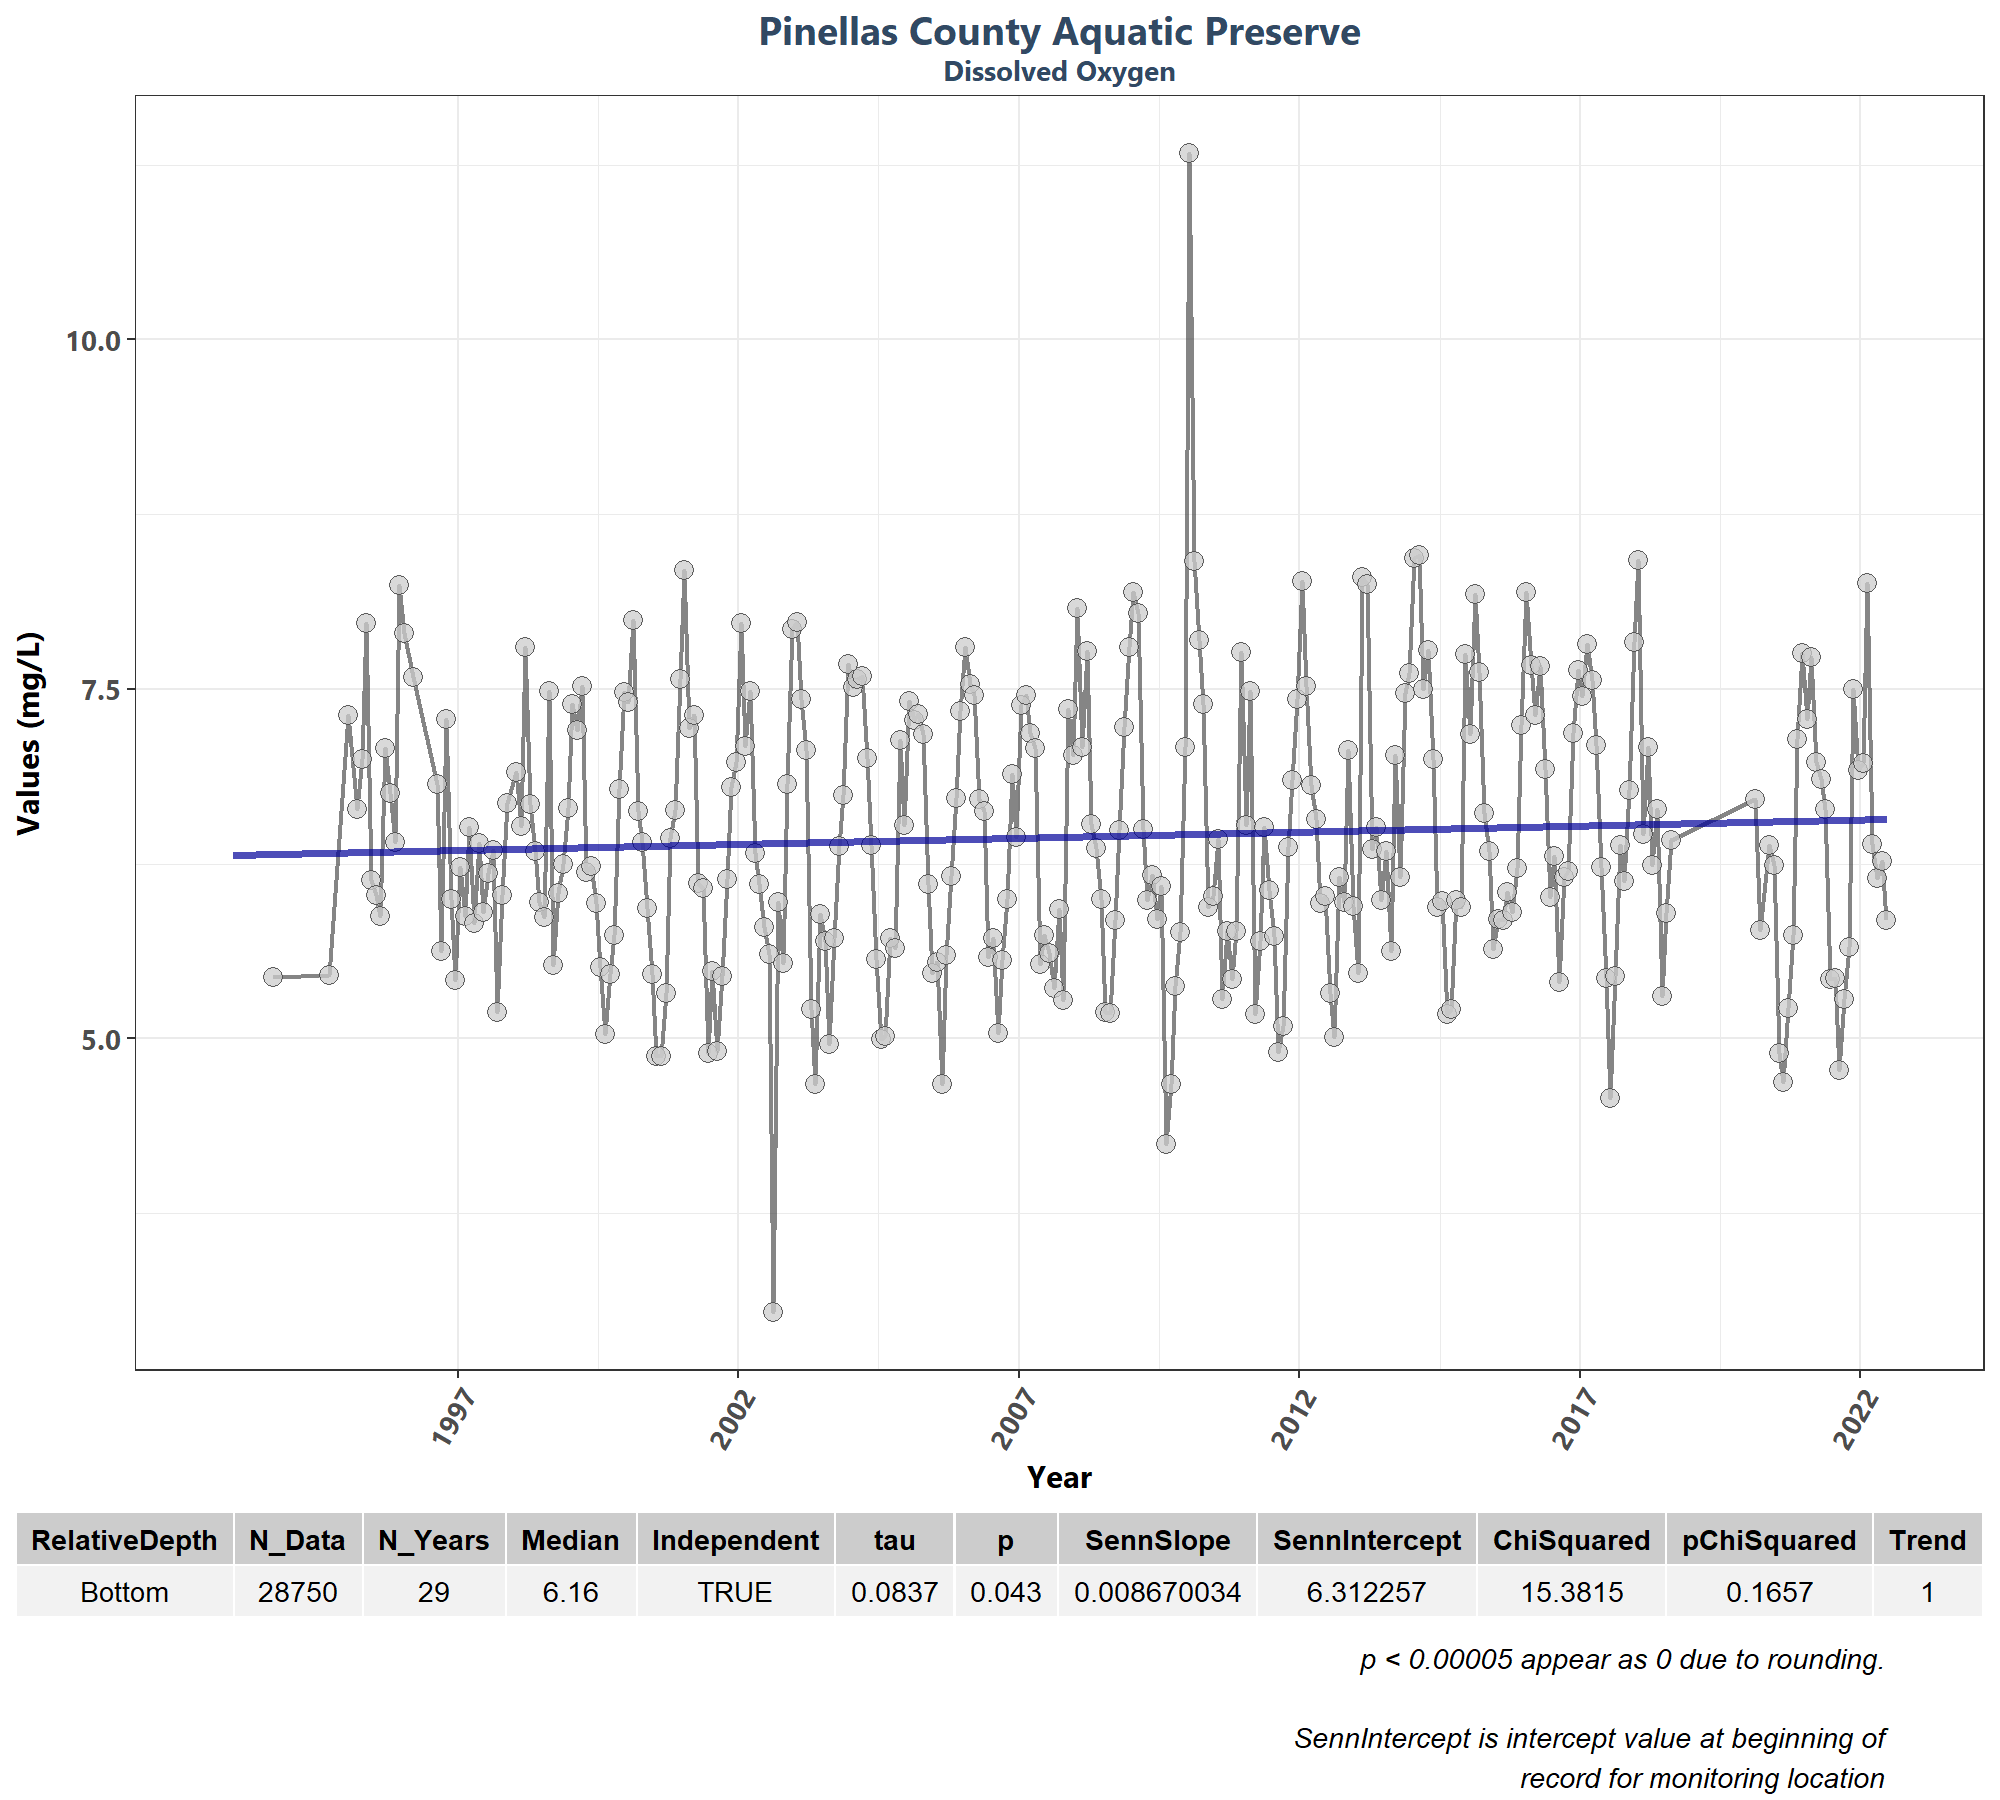 Pinellas County Aquatic Preserve
Dissolved Oxygen
Values (mg/L)
10.0
7.5
5.0
1997 2002 2007 2012 2017 2022
Year
RelativeDepth N_Data N_Years Median Independent tau p SennSlope SennIntercept ChiSquared pChiSquared Trend
Bottom 28750 29 6.16 TRUE 0.0837 0.043 0.008670034 6.312257 15.3815 0.1657 1
p < 0.00005 appear as 0 due to rounding.
SennIntercept is intercept value at beginning of
record for monitoring location